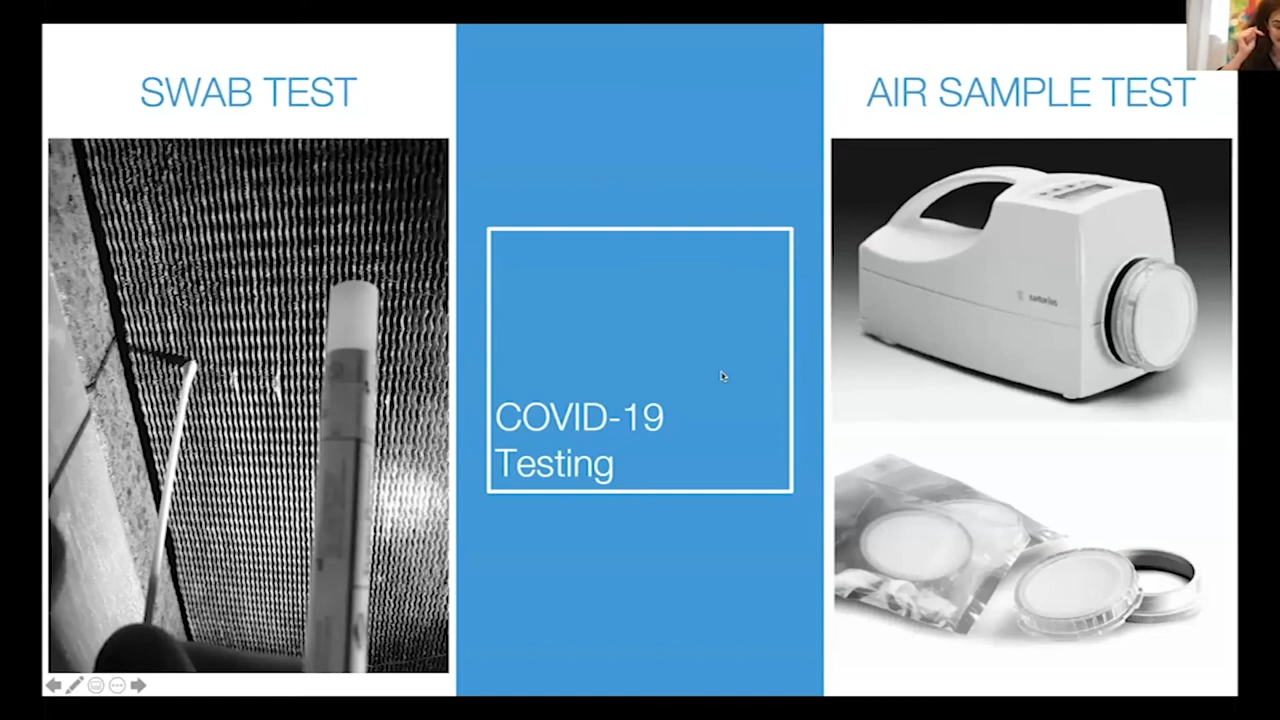 SWAB TEST
COVID-19
Testing
AIR SAMPLE TEST
sartorius